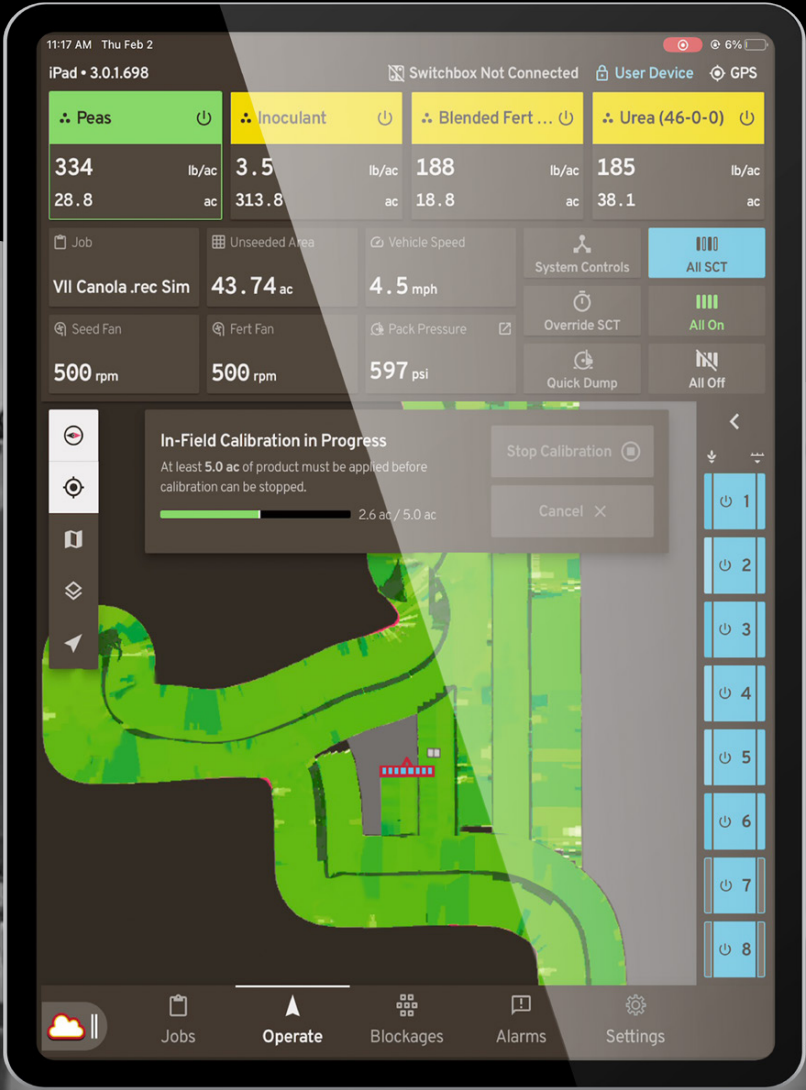 11:17 AM Thu Feb 2
6%
iPad • 3.0.1.698
Switchbox Not Connected
User Device
GPS
Peas
Inoculant
Blended Fert ...
Urea (46-0-0)
334 lb/ac
3.5 lb/ac
188 lb/ac
185 lb/ac
28.8 ac
313.8 ac
18.8 ac
38.1 ac
Job
Unseeded Area
Vehicle Speed
System Controls
All SCT
VII Canola .rec Sim
43.74 ac
4.5 mph
Seed Fan
Fert Fan
Pack Pressure
Override SCT
All On
500 rpm
500 rpm
597 psi
Quick Dump
All Off
In-Field Calibration in Progress
At least 5.0 ac of product must be applied before
calibration can be stopped.
2.6 ac / 5.0 ac
Stop Calibration
Cancel
1
2
3
4
5
6
7
8
Jobs
Operate
Blockages
Alarms
Settings